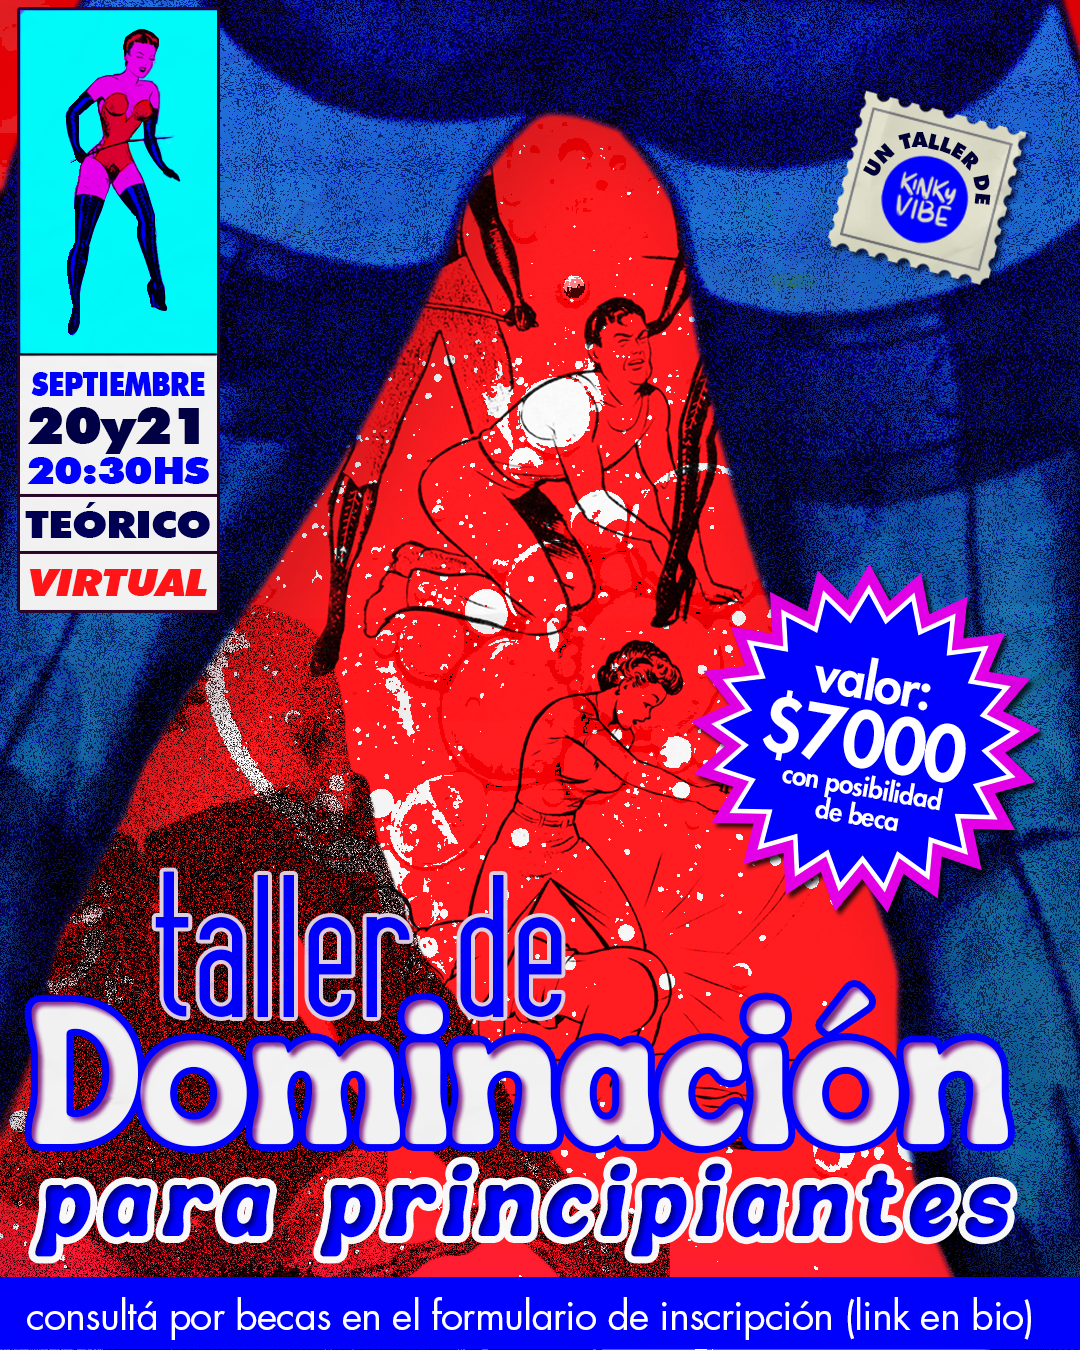 UN TALLER DE
KINKY
VIBE
SEPTIEMBRE
20y21
20:30HS
TEÓRICO
VIRTUAL
valor:
$7000
con posibilidad
de beca
taller de
Dominación
para principiantes
consultá por becas en el formulario de inscripción (link en bio)